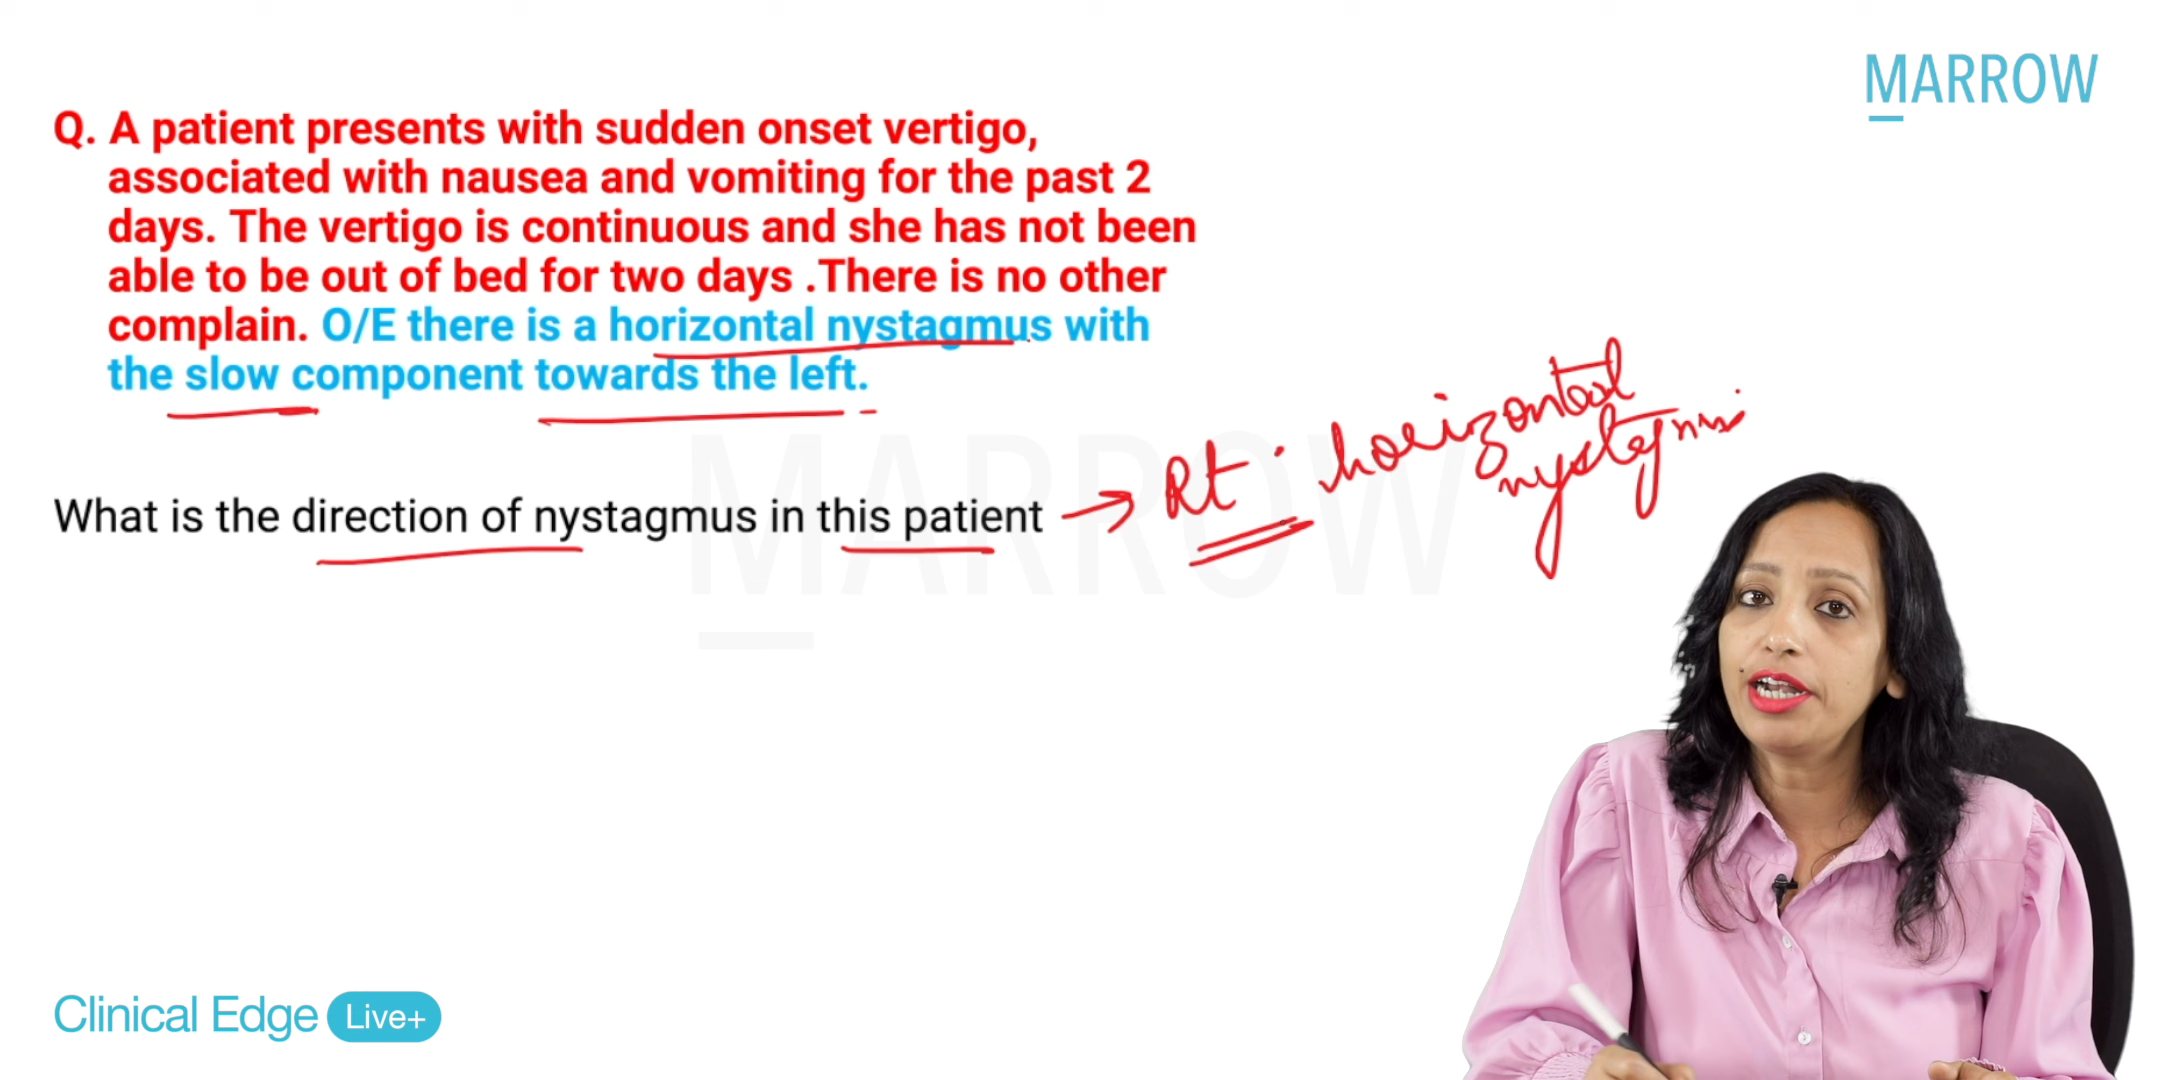 MARROW
Q. A patient presents with sudden onset vertigo,
associated with nausea and vomiting for the past 2
days. The vertigo is continuous and she has not been
able to be out of bed for two days .There is no other
complain. O/E there is a horizontal nystagmus with
the slow component towards the left.
What is the direction of nystagmus in this patient → Rt. horizontal
nystagmus
MARROW
Clinical Edge Live+